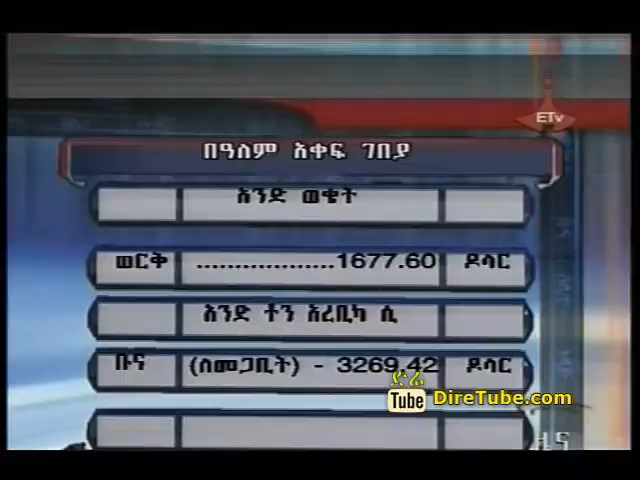 ETV
በዓለም አቀፍ ገበያ
አንድ ወቄት
ወርቅ ..................1677.60 ዶላር
አንድ ቶን አረቢካ ሲ
ቡና (ለመጋቢት) - 3269.42 ዶላር
ድሬ
Tube DireTube.com
ዜና